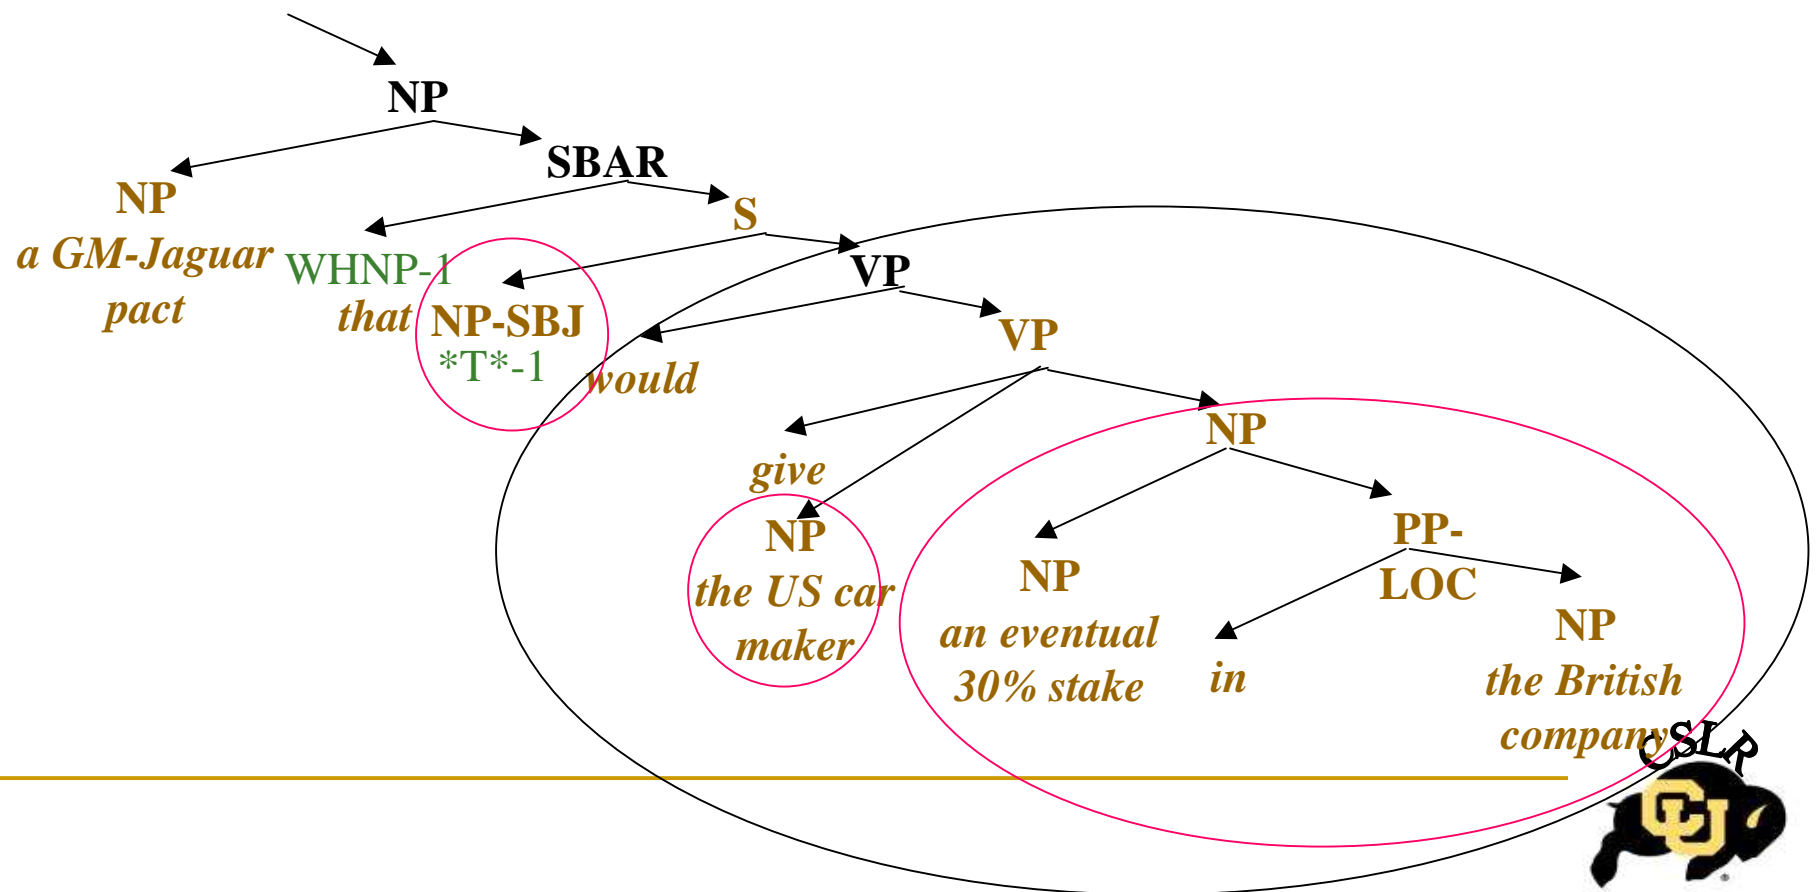 NP
SBAR
NP
S
a GM-Jaguar
pact
WHNP-1
that
NP-SBJ
*T*-1
VP
would
VP
give
NP
the US car
maker
NP
NP
an eventual
30% stake
PP-
LOC
in
NP
the British
company
CSLR
CU